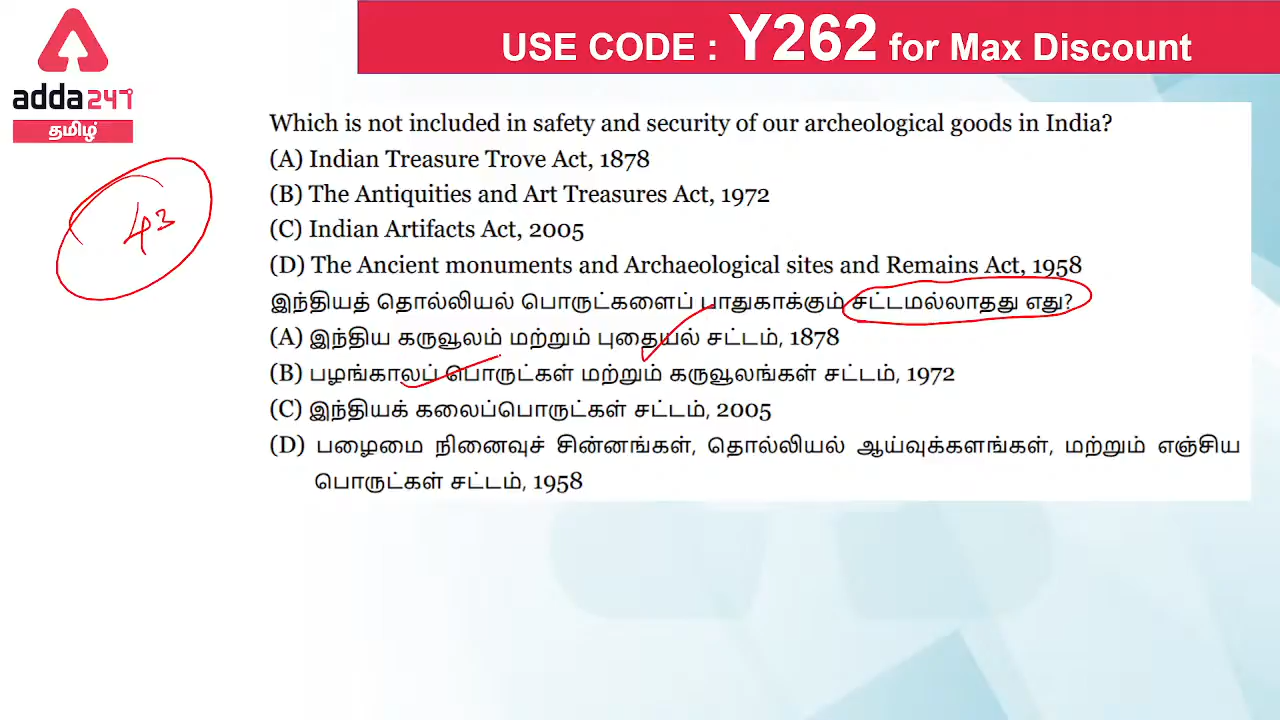 USE CODE : Y262 for Max Discount
adda247
தமிழ்
43
Which is not included in safety and security of our archeological goods in India?
(A) Indian Treasure Trove Act, 1878
(B) The Antiquities and Art Treasures Act, 1972
(C) Indian Artifacts Act, 2005
(D) The Ancient monuments and Archaeological sites and Remains Act, 1958
இந்தியத் தொல்லியல் பொருட்களைப் பாதுகாக்கும் சட்டமல்லாதது எது?
(A) இந்திய கருவூலம் மற்றும் புதையல் சட்டம், 1878
(B) பழங்காலப் பொருட்கள் மற்றும் கருவூலங்கள் சட்டம், 1972
(C) இந்தியக் கலைப்பொருட்கள் சட்டம், 2005
(D) பழைமை நினைவுச் சின்னங்கள், தொல்லியல் ஆய்வுக்களங்கள், மற்றும் எஞ்சிய
பொருட்கள் சட்டம், 1958